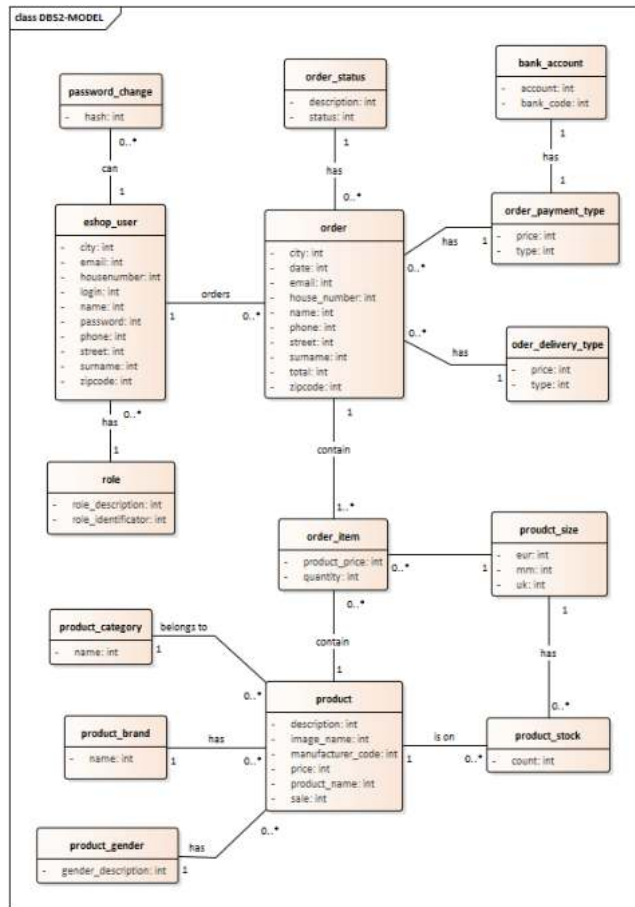 class DBS2-MODEL
password_change
- hash: int
order_status
- description: int
- status: int
bank_account
- account: int
- bank_code: int
0..*
can
1
1
has
0..*
1
has
1
eshop_user
- city: int
- email: int
- housenumber: int
- login: int
- name: int
- password: int
- phone: int
- street: int
- surname: int
- zipcode: int
orders
1
0..*
order
- city: int
- date: int
- email: int
- house_number: int
- name: int
- phone: int
- street: int
- surname: int
- total: int
- zipcode: int
has
1
0..*
order_payment_type
- price: int
- type: int
0..*
has
1
oder_delivery_type
- price: int
- type: int
0..*
has
1
role
- role_description: int
- role_identificator: int
1
contain
1..*
order_item
- product_price: int
- quantity: int
0..*
1
proudct_size
- eur: int
- mm: int
- uk: int
0..*
contain
1
1
has
0..*
product_category
- name: int
belongs to
1
0..*
product_brand
- name: int
has
1
0..*
product
- description: int
- image_name: int
- manufacturer_code: int
- price: int
- product_name: int
- sale: int
is on
1
0..*
product_stock
- count: int
product_gender
- gender_description: int
has
1
0..*